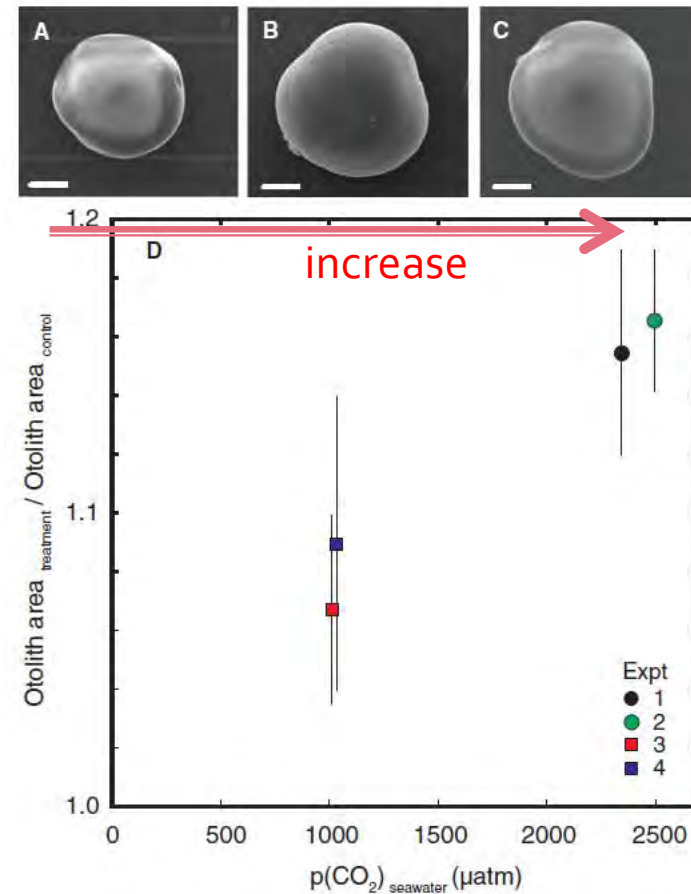 A
B
C
1.2
D
increase
Otolith area treatment / Otolith area control
1.1
1.0
Expt
1
2
3
4
0
500
1000
1500
2000
2500
p(CO₂) seawater (µatm)